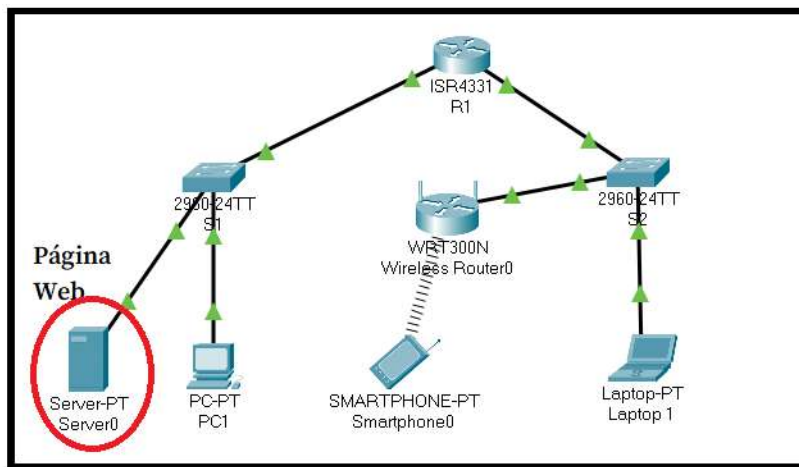 ISR4331
R1
2960-24TT
S1
2960-24TT
S2
WRT300N
Wireless Router0
Página
Web
Server-PT
Server0
PC-PT
PC1
SMARTPHONE-PT
Smartphone0
Laptop-PT
Laptop 1